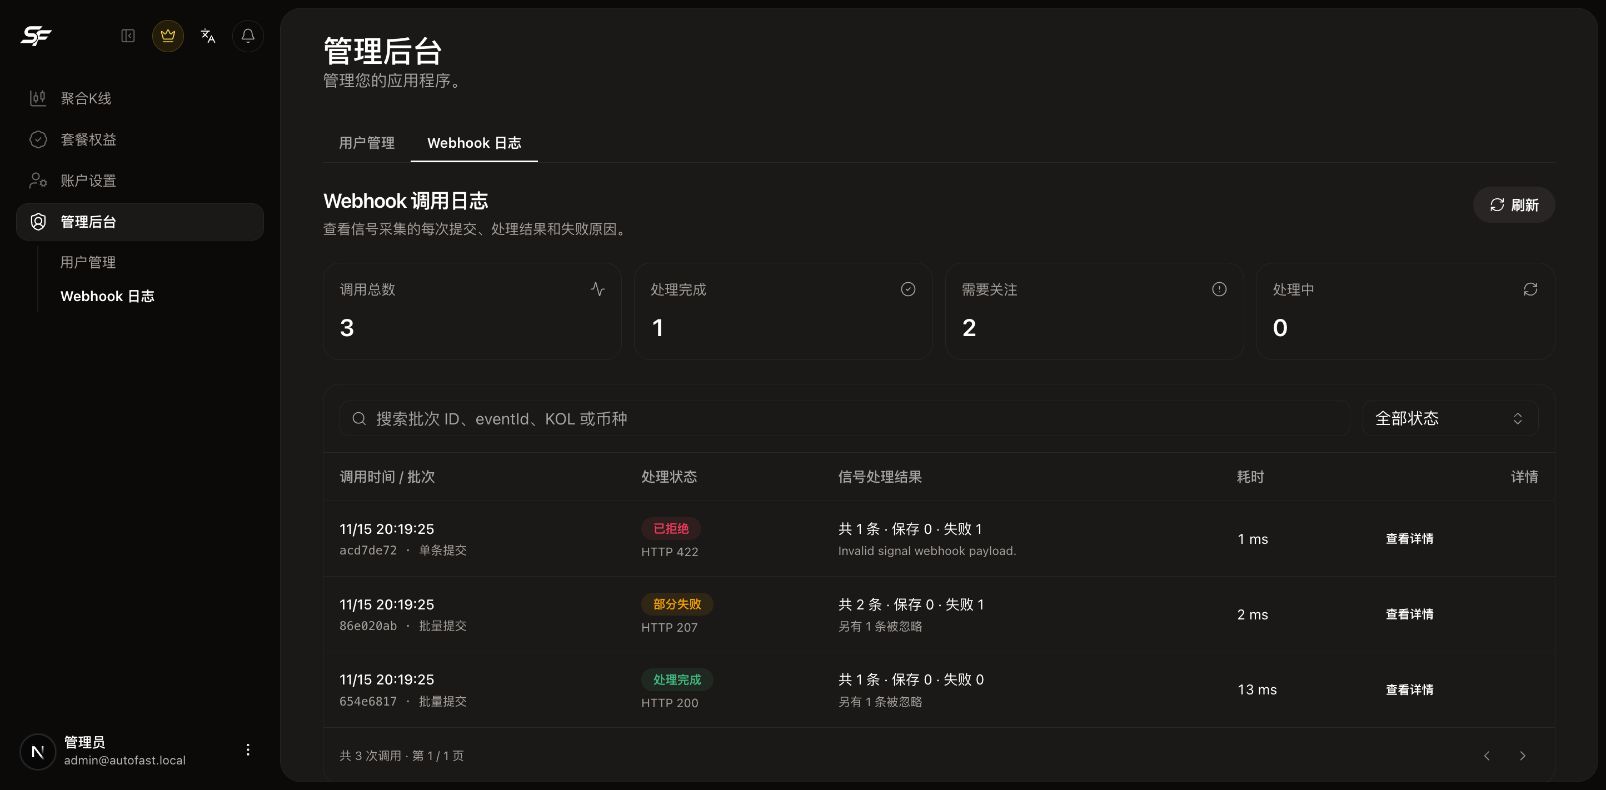 SF
聚合K线
套餐权益
账户设置
管理后台
用户管理
Webhook 日志
N
管理员
admin@autofast.local
管理后台
管理您的应用程序。
用户管理
Webhook 日志
Webhook 调用日志
查看信号采集的每次提交、处理结果和失败原因。
刷新
调用总数
3
处理完成
1
需要关注
2
处理中
0
搜索批次 ID、eventId、KOL 或币种
全部状态
调用时间 / 批次 处理状态 信号处理结果 耗时 详情
11/15 20:19:25 已拒绝 共 1 条 · 保存 0 · 失败 1
acd7de72 · 单条提交 HTTP 422 Invalid signal webhook payload. 1 ms 查看详情
11/15 20:19:25 部分失败 共 2 条 · 保存 0 · 失败 1
86e020ab · 批量提交 HTTP 207 另有 1 条被忽略 2 ms 查看详情
11/15 20:19:25 处理完成 共 1 条 · 保存 0 · 失败 0
654e6817 · 批量提交 HTTP 200 另有 1 条被忽略 13 ms 查看详情
共 3 次调用 · 第 1 / 1 页